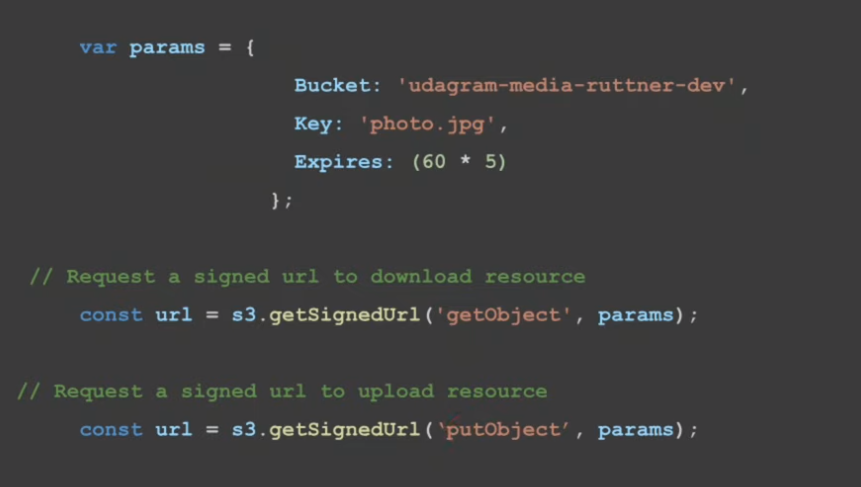 var params = {
Bucket: 'udagram-media-ruttner-dev',
Key: 'photo.jpg',
Expires: (60 * 5)
};
// Request a signed url to download resource
const url = s3.getSignedUrl('getObject', params);
// Request a signed url to upload resource
const url = s3.getSignedUrl(‘putObject’, params);